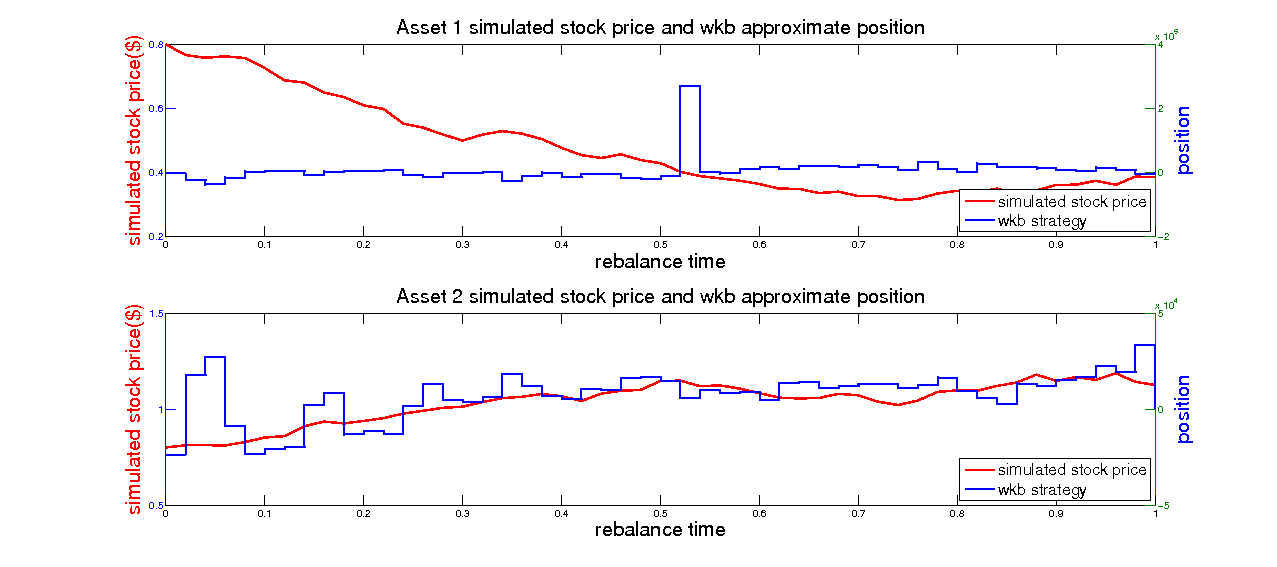 Asset 1 simulated stock price and wkb approximate position
x 10^5
0.8 4
0.6 2
0.4 0
0.2 -2
simulated stock price($)
position
simulated stock price
wkb strategy
0 0.1 0.2 0.3 0.4 0.5 0.6 0.7 0.8 0.9 1
rebalance time
Asset 2 simulated stock price and wkb approximate position
x 10^4
1.5 5
1 0
0.5 -5
simulated stock price($)
position
simulated stock price
wkb strategy
0 0.1 0.2 0.3 0.4 0.5 0.6 0.7 0.8 0.9 1
rebalance time